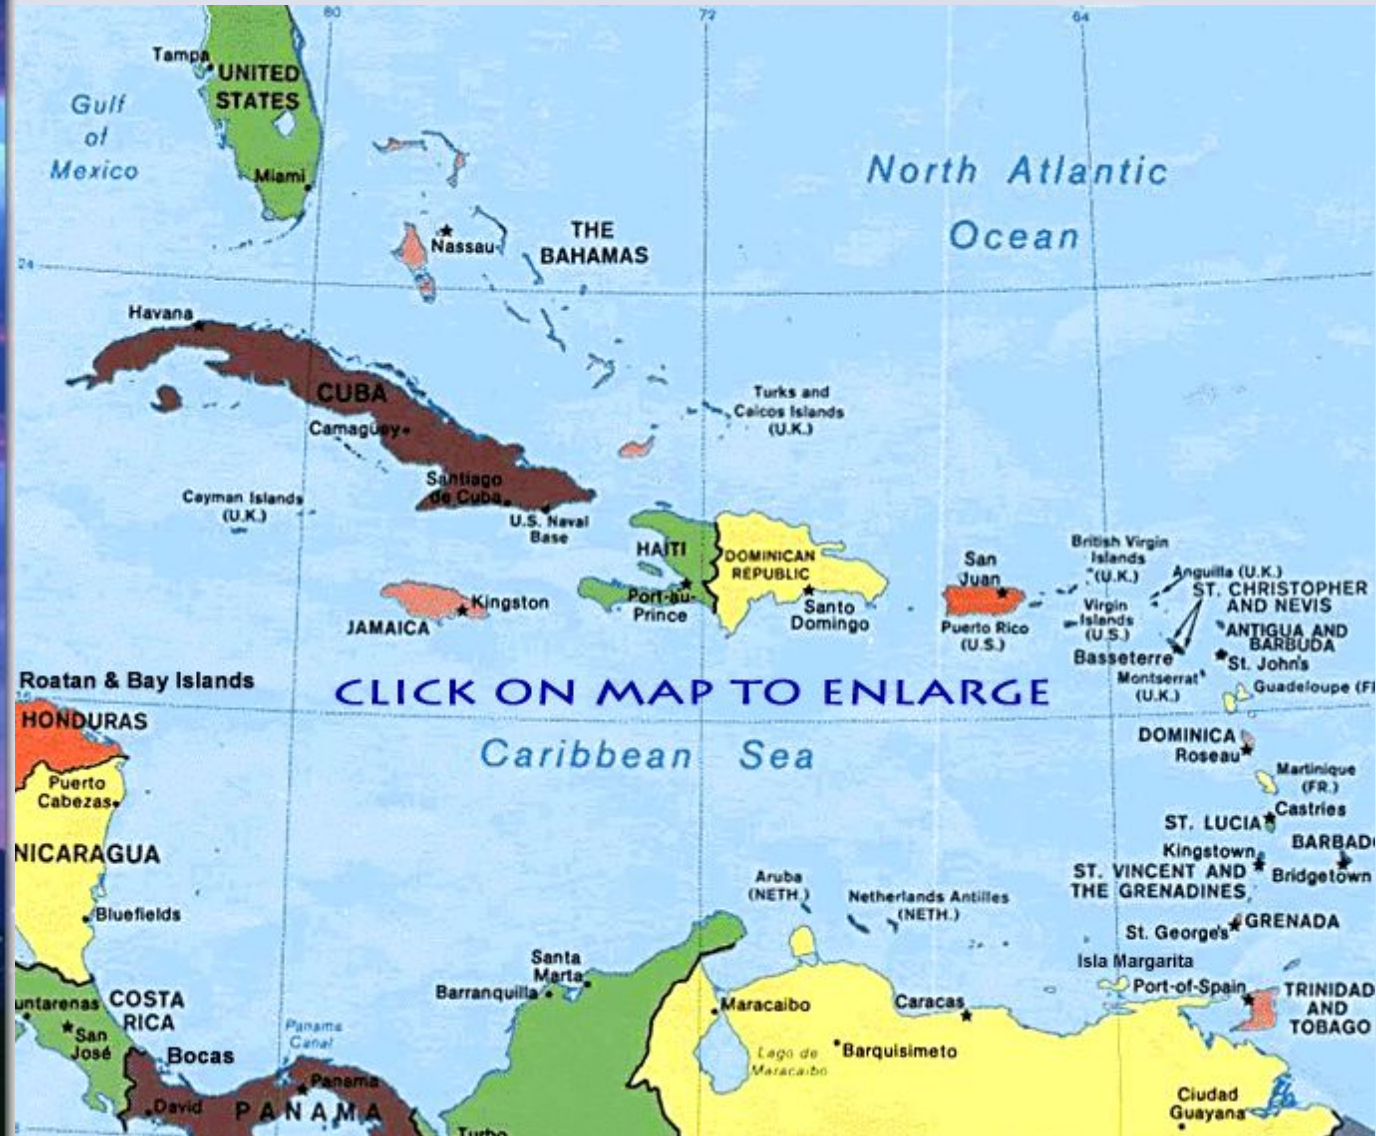 80
72
64
Tampa
UNITED
STATES
Gulf
of
Mexico
Miami
North Atlantic
Ocean
THE
BAHAMAS
Nassau
24
Havana
CUBA
Camagüey
Turks and
Caicos Islands
(U.K.)
Santiago
de Cuba
Cayman Islands
(U.K.)
U.S. Naval
Base
HAITI
DOMINICAN
REPUBLIC
Port-au-
Prince
Santo
Domingo
Kingston
JAMAICA
San
Juan
Puerto Rico
(U.S.)
British Virgin
Islands
(U.K.)
Anguilla (U.K.)
ST. CHRISTOPHER
AND NEVIS
Virgin
Islands
(U.S.)
ANTIGUA AND
BARBUDA
Basseterre
St. John's
Montserrat
(U.K.)
Guadeloupe (F
Roatan & Bay Islands
CLICK ON MAP TO ENLARGE
16
HONDURAS
Caribbean Sea
DOMINICA
Roseau
Puerto
Cabezas
Martinique
(FR.)
Castries
ST. LUCIA
NICARAGUA
Kingstown
BARBAD
ST. VINCENT AND
THE GRENADINES
Bridgetown
Aruba
(NETH.)
Netherlands Antilles
(NETH.)
Bluefields
GRENADA
St. George's
Santa
Marta
Barranquilla
Isla Margarita
Port-of-Spain
TRINIDAD
AND
TOBAGO
untarenas
COSTA
RICA
San
José
Maracaibo
Caracas
Panama
Canal
Bocas
Lago de
Maracaibo
Barquisimeto
Panama
David
PANAMA
Ciudad
Guayana
8
Turbo